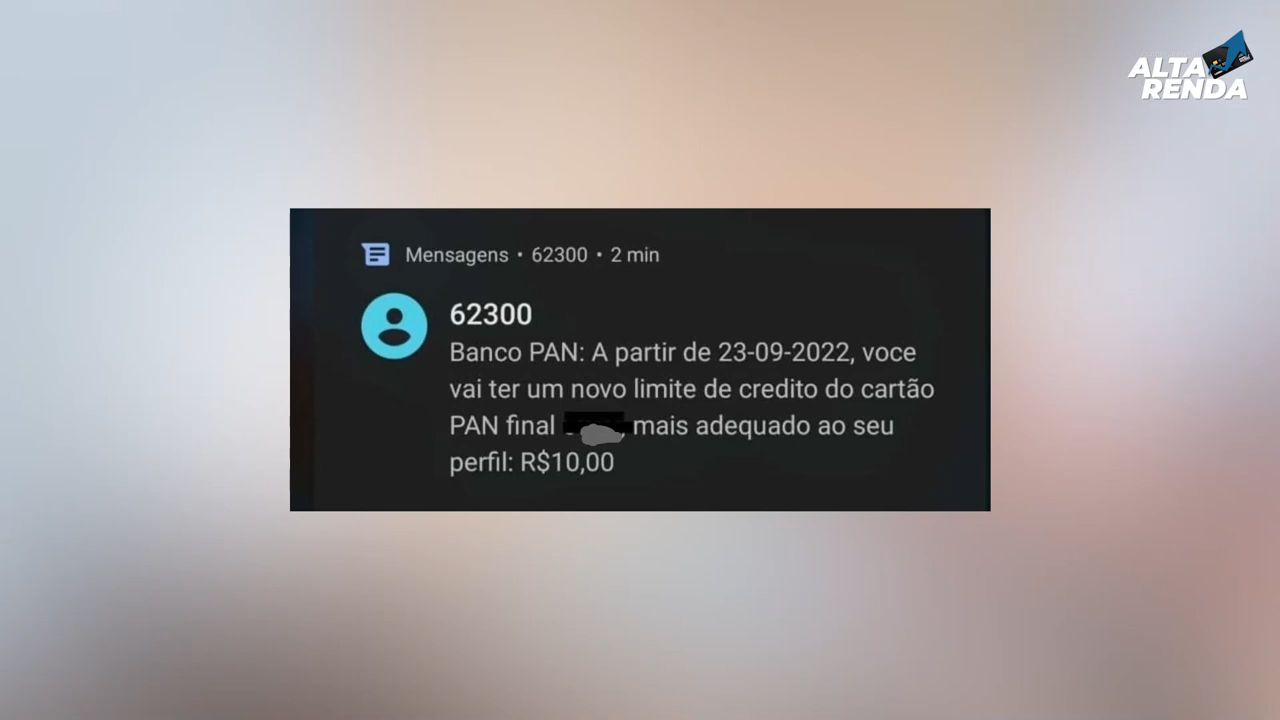 ALTA
RENDA
Mensagens • 62300 • 2 min
62300
Banco PAN: A partir de 23-09-2022, voce
vai ter um novo limite de credito do cartão
PAN final mais adequado ao seu
perfil: R$10,00